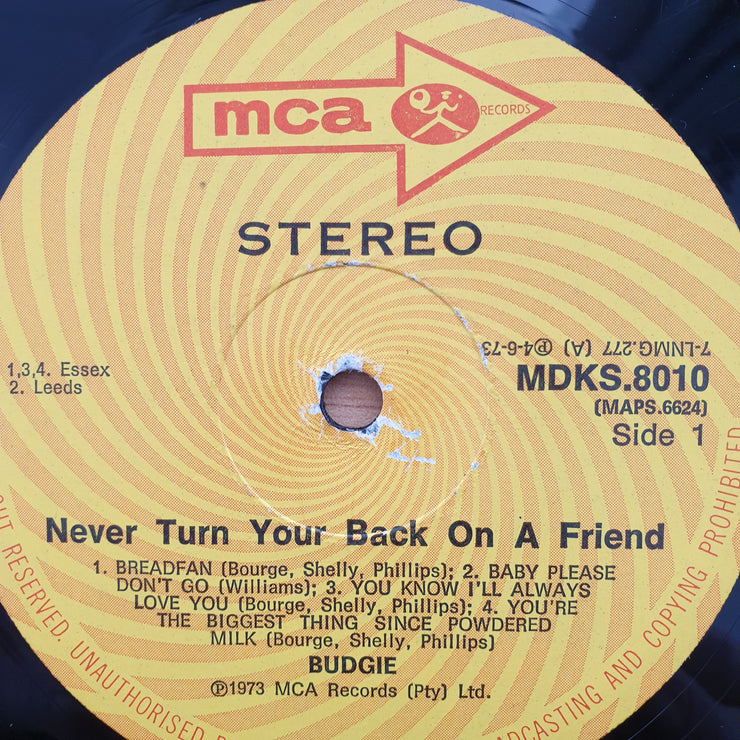 mca RECORDS
STEREO
1,3,4. Essex
2. Leeds
7-LNMG.277 (A) ℗4-6-73
MDKS.8010
(MAPS.6624)
Side 1
Never Turn Your Back On A Friend
1. BREADFAN (Bourge, Shelly, Phillips); 2. BABY PLEASE
DON'T GO (Williams); 3. YOU KNOW I'LL ALWAYS
LOVE YOU (Bourge, Shelly, Phillips); 4. YOU'RE
THE BIGGEST THING SINCE POWDERED
MILK (Bourge, Shelly, Phillips)
BUDGIE
℗1973 MCA Records (Pty) Ltd.
RESERVED. UNAUTHORISED
AND COPYING PROHIBITED